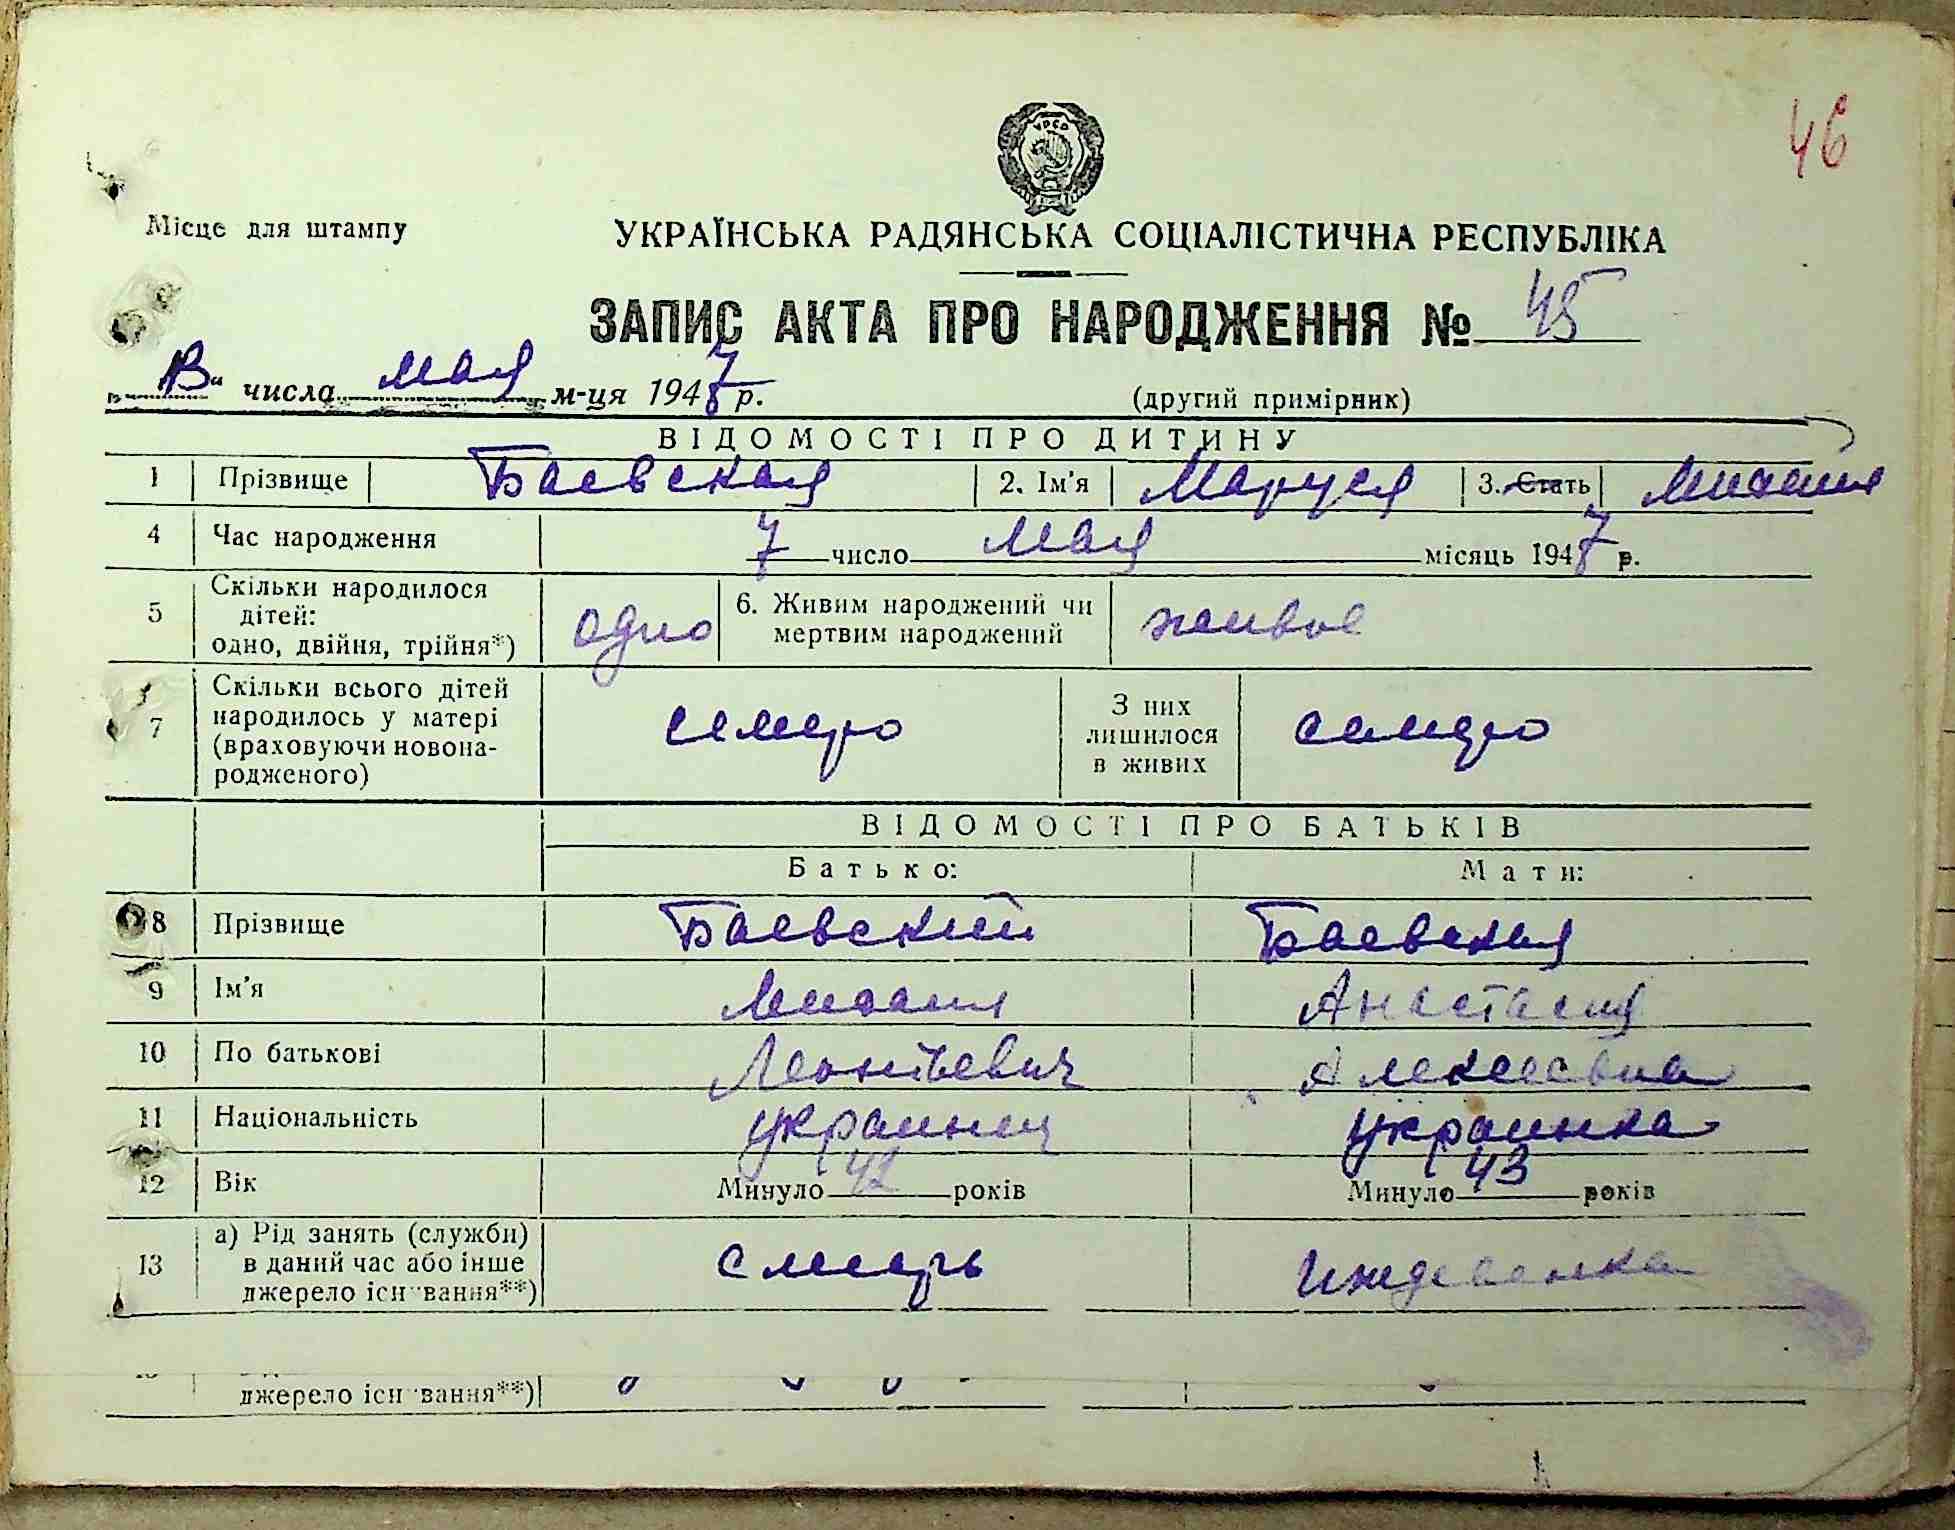 46
УРСР
Місце для штампу
УКРАЇНСЬКА РАДЯНСЬКА СОЦІАЛІСТИЧНА РЕСПУБЛІКА
ЗАПИС АКТА ПРО НАРОДЖЕННЯ № 45
числа мая м-ця 1947 р.
(другий примірник)
ВІДОМОСТІ ПРО ДИТИНУ
1 Прізвище Баевская 2. Ім'я Маруся 3. Стать
4 Час народження 7 число мая місяць 1947 р.
5 Скільки народилося дітей: одно, двійня, трійня*) одно 6. Живим народжений чи мертвим народжений живое
7 Скільки всього дітей народилось у матері (враховуючи новонародженого) семеро З них лишилося в живих семеро
ВІДОМОСТІ ПРО БАТЬКІВ
Батько: Мати:
8 Прізвище Баевский Баевская
9 Ім'я Михаил Анастасия
10 По батькові Леонтьевич Алексеевна
11 Національність украинец украинка
12 Вік Минуло 42 років Минуло 43 років
13 а) Рід занять (служби) в даний час або інше джерело існування**) Иждевенка
джерело існування**)